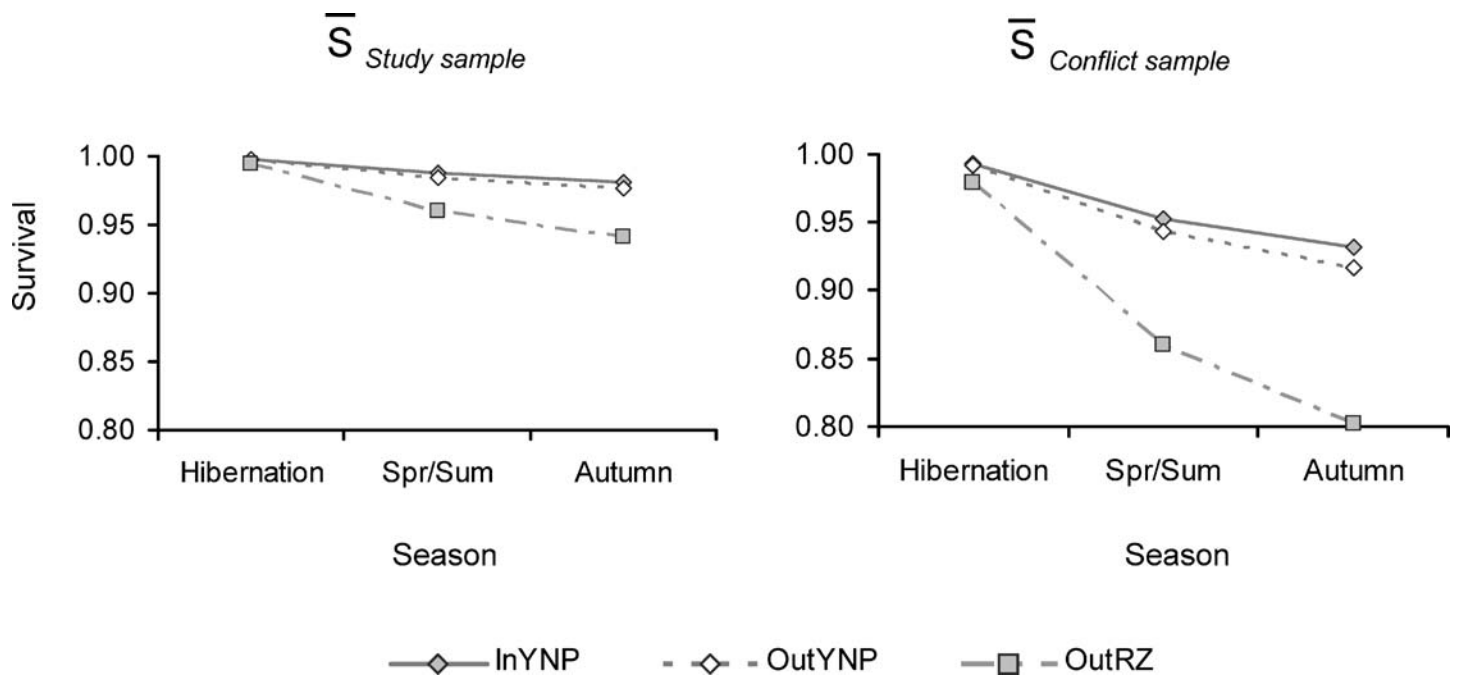 S̅ Study sample
Survival
1.00
0.95
0.90
0.85
0.80
Hibernation Spr/Sum Autumn
Season
S̅ Conflict sample
1.00
0.95
0.90
0.85
0.80
Hibernation Spr/Sum Autumn
Season
InYNP OutYNP OutRZ